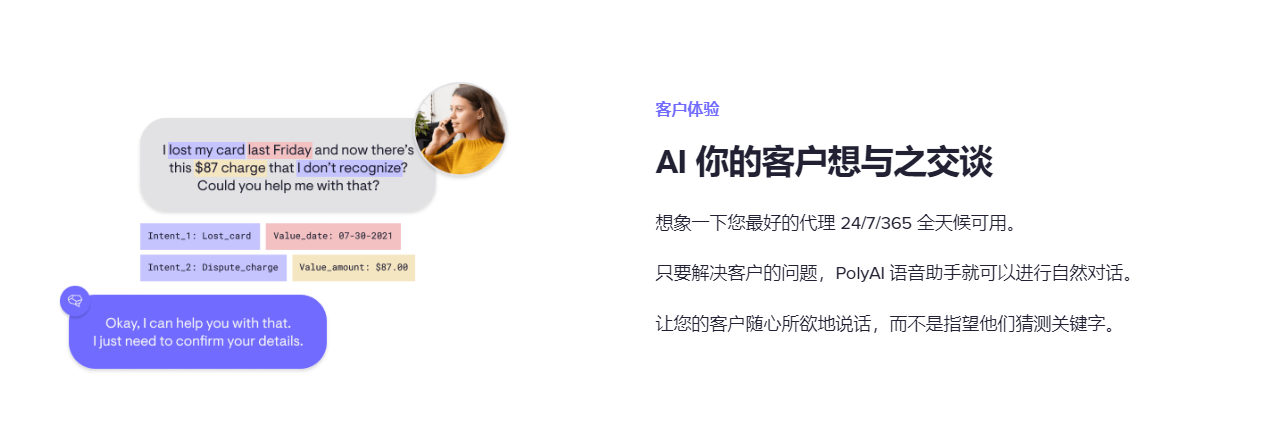 I lost my card last Friday and now there's
this $87 charge that I don't recognize?
Could you help me with that?
Intent_1: Lost_card
Value_date: 07-30-2021
Intent_2: Dispute_charge
Value_amount: $87.00
Okay, I can help you with that.
I just need to confirm your details.
客户体验
AI 你的客户想与之交谈
想象一下您最好的代理 24/7/365 全天候可用。
只要解决客户的问题，PolyAI 语音助手就可以进行自然对话。
让您的客户随心所欲地说话，而不是指望他们猜测关键字。